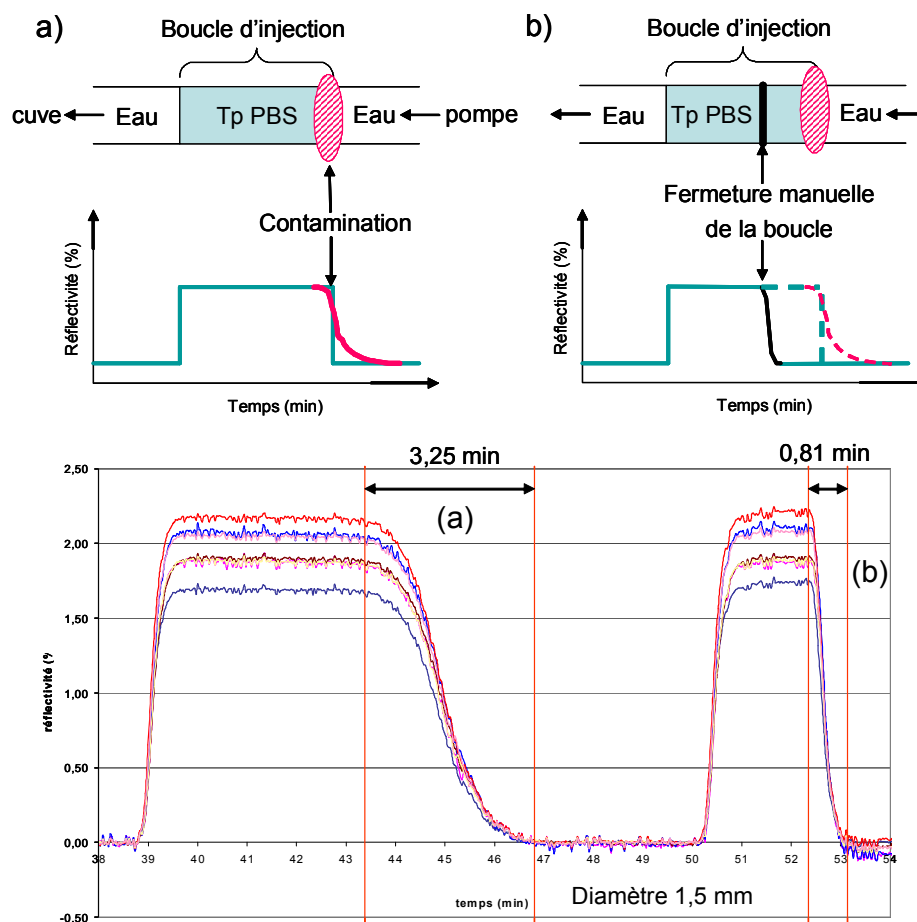 a)
Boucle d'injection
cuve
Eau
Tp PBS
Eau
pompe
Contamination
Réflectivité (%)
Temps (min)
b)
Boucle d'injection
Eau
Tp PBS
Eau
Fermeture manuelle
de la boucle
Réflectivité (%)
Temps (min)
3,25 min
0,81 min
(a)
(b)
2,50
2,00
1,50
1,00
0,50
0,00
-0,50
réflectivité (%
38 39 40 41 42 43 44 45 46 47 48 49 50 51 52 53 54
temps (min)
Diamètre 1,5 mm